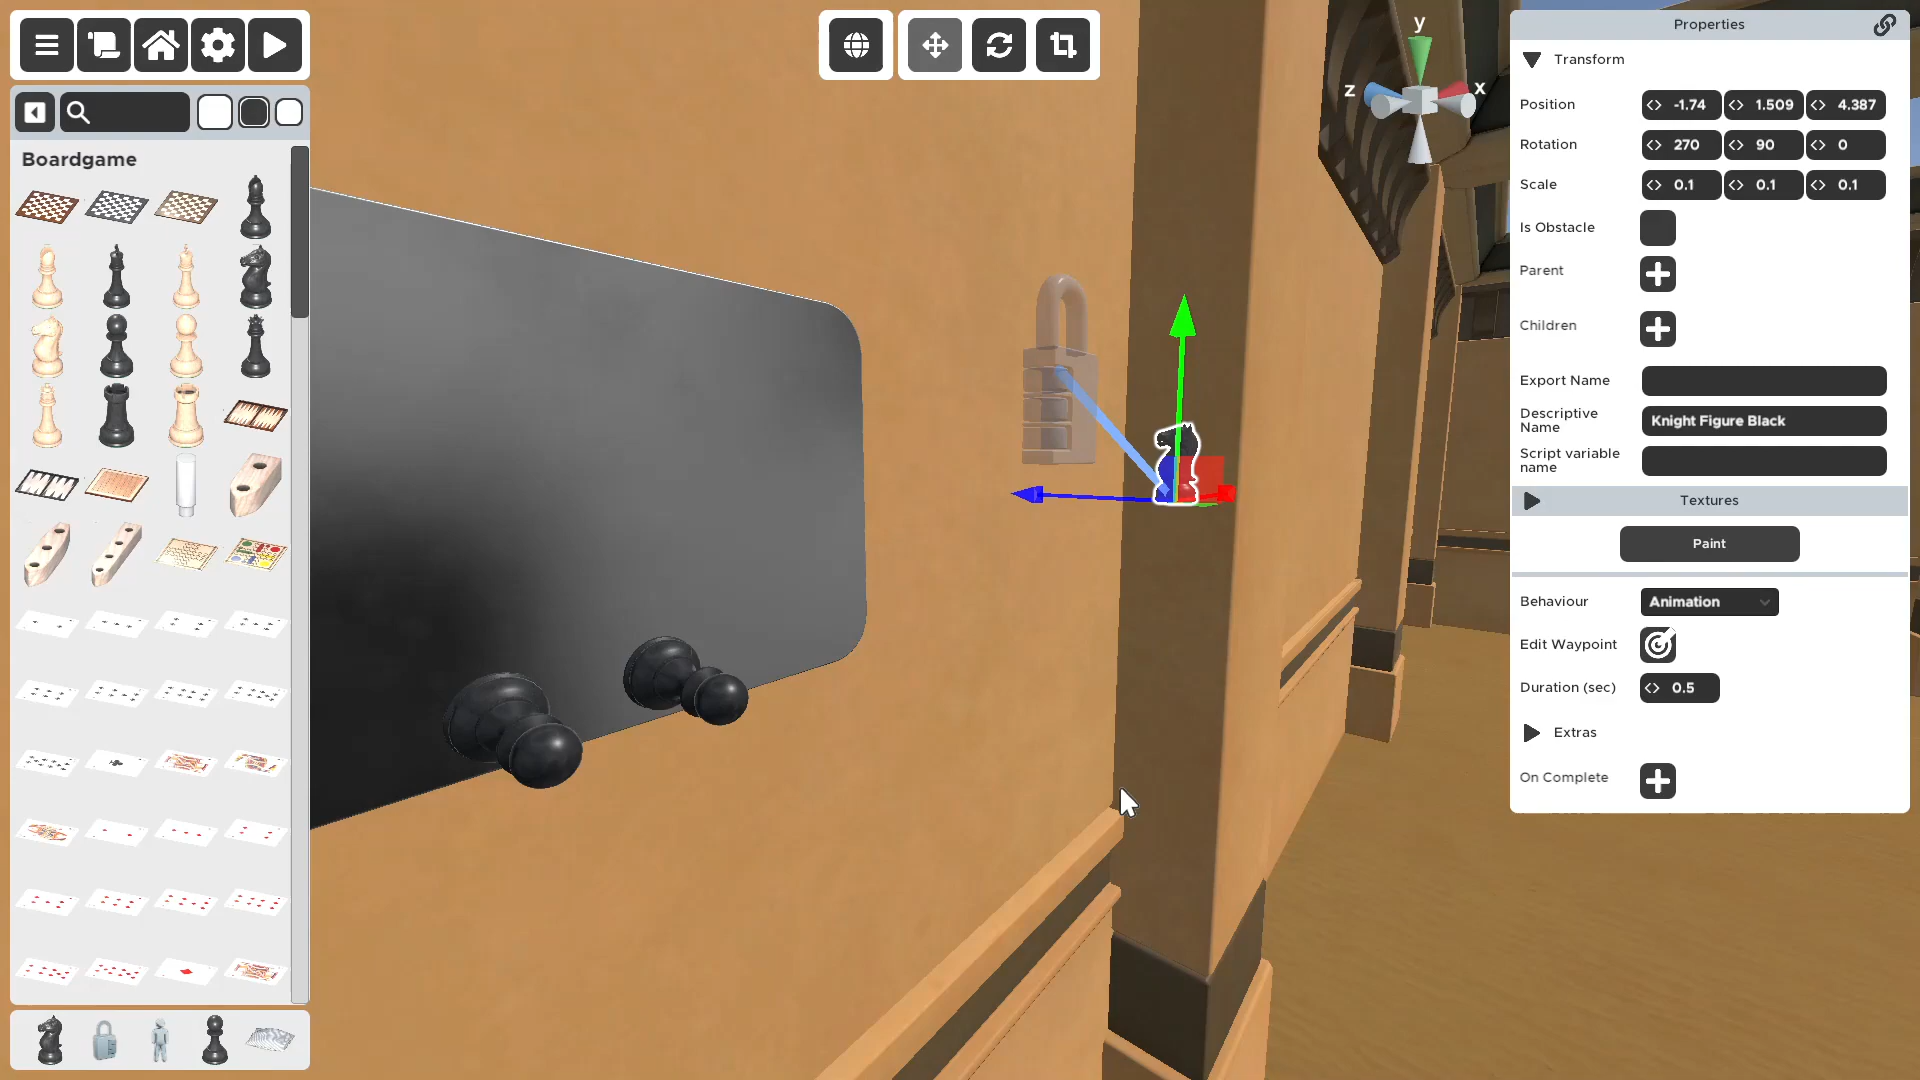 Boardgame
y
z
x
Properties
Transform
Position -1.74 1.509 4.387
Rotation 270 90 0
Scale 0.1 0.1 0.1
Is Obstacle
Parent
Children
Export Name
Descriptive Name Knight Figure Black
Script variable name
Textures
Paint
Behaviour Animation
Edit Waypoint
Duration (sec) 0.5
Extras
On Complete